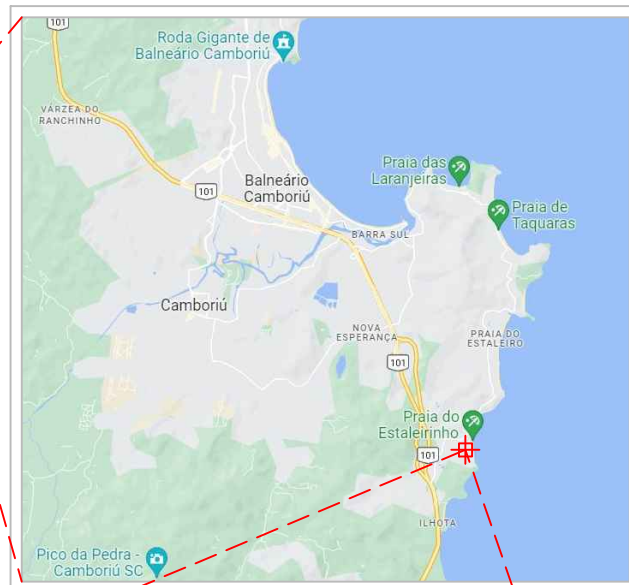 101
Roda Gigante de
Balneário Camboriú
VÁRZEA DO
RANCHINHO
Praia das
Laranjeiras
101
Balneário
Camboriú
Praia de
Taquaras
BARRA SUL
Camboriú
NOVA
ESPERANÇA
PRAIA DO
ESTALEIRO
101
Praia do
Estaleirinho
101
ILHOTA
Pico da Pedra -
Camboriú SC